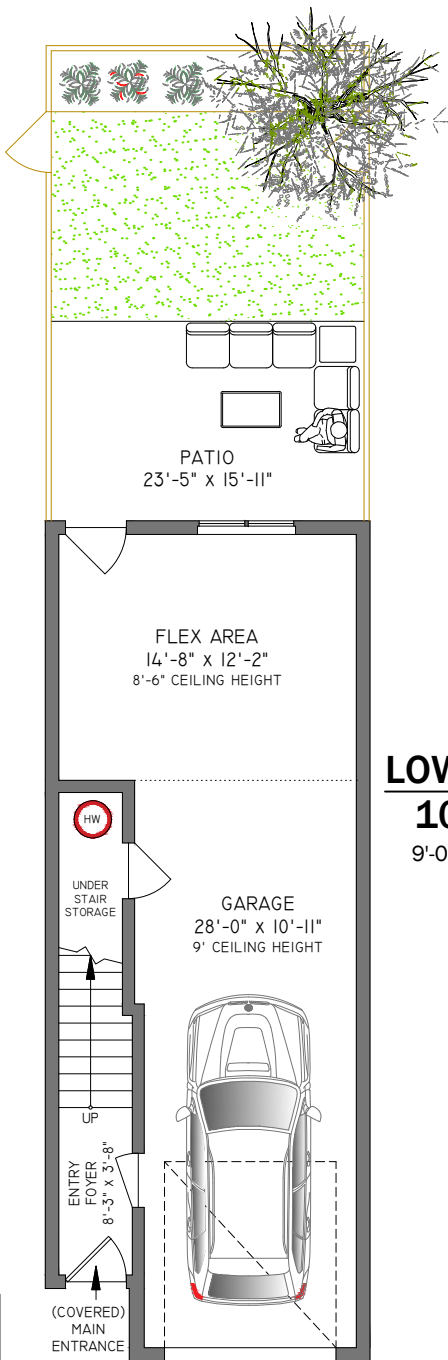 PATIO
23'-5" x 15'-11"
FLEX AREA
14'-8" x 12'-2"
8'-6" CEILING HEIGHT
LOW
10
9'-0
HW
UNDER
STAIR
STORAGE
GARAGE
28'-0" x 10'-11"
9' CEILING HEIGHT
UP
ENTRY
FOYER
8'-3" x 3'-8"
(COVERED)
MAIN
ENTRANCE